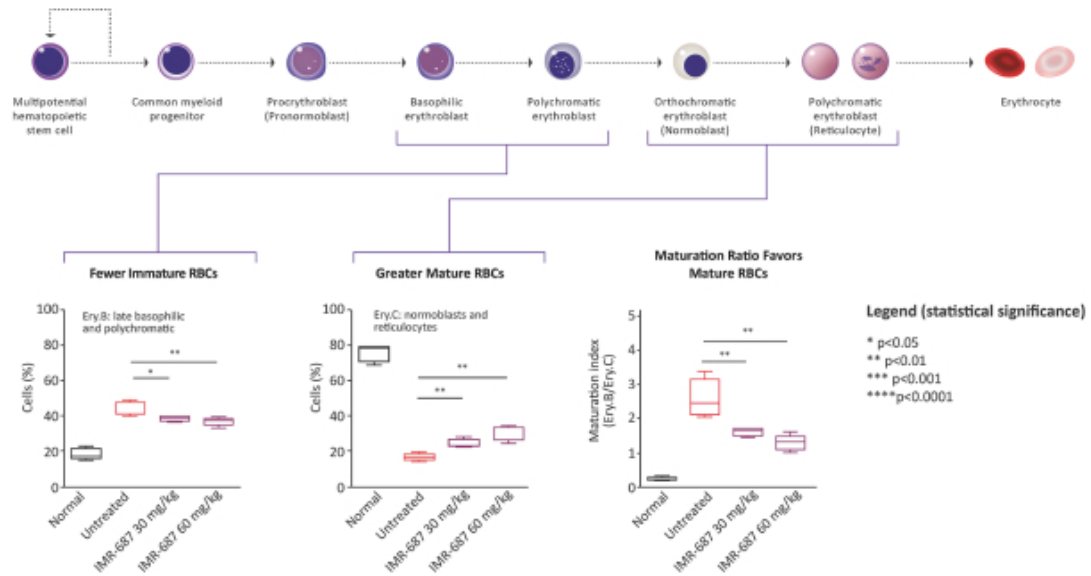 Multipotential
hematopoietic
stem cell
Common myeloid
progenitor
Procrythroblast
(Pronormoblast)
Basophilic
erythroblast
Polychromatic
erythroblast
Orthochromatic
erythroblast
(Normoblast)
Polychromatic
erythroblast
(Reticulocyte)
Erythrocyte
Fewer Immature RBCs
Ery.B: late basophilic
and polychromatic
Cells (%)
100
80
60
40
20
0
**
*
Normal
Untreated
IMR-687 30 mg/kg
IMR-687 60 mg/kg
Greater Mature RBCs
Ery.C: normoblasts and
reticulocytes
Cells (%)
100
80
60
40
20
0
**
**
Normal
Untreated
IMR-687 30 mg/kg
IMR-687 60 mg/kg
Maturation Ratio Favors
Mature RBCs
Maturation index
(Ery.B/Ery.C)
5
4
3
2
1
0
**
**
Normal
Untreated
IMR-687 30 mg/kg
IMR-687 60 mg/kg
Legend (statistical significance)
* p<0.05
** p<0.01
*** p<0.001
****p<0.0001